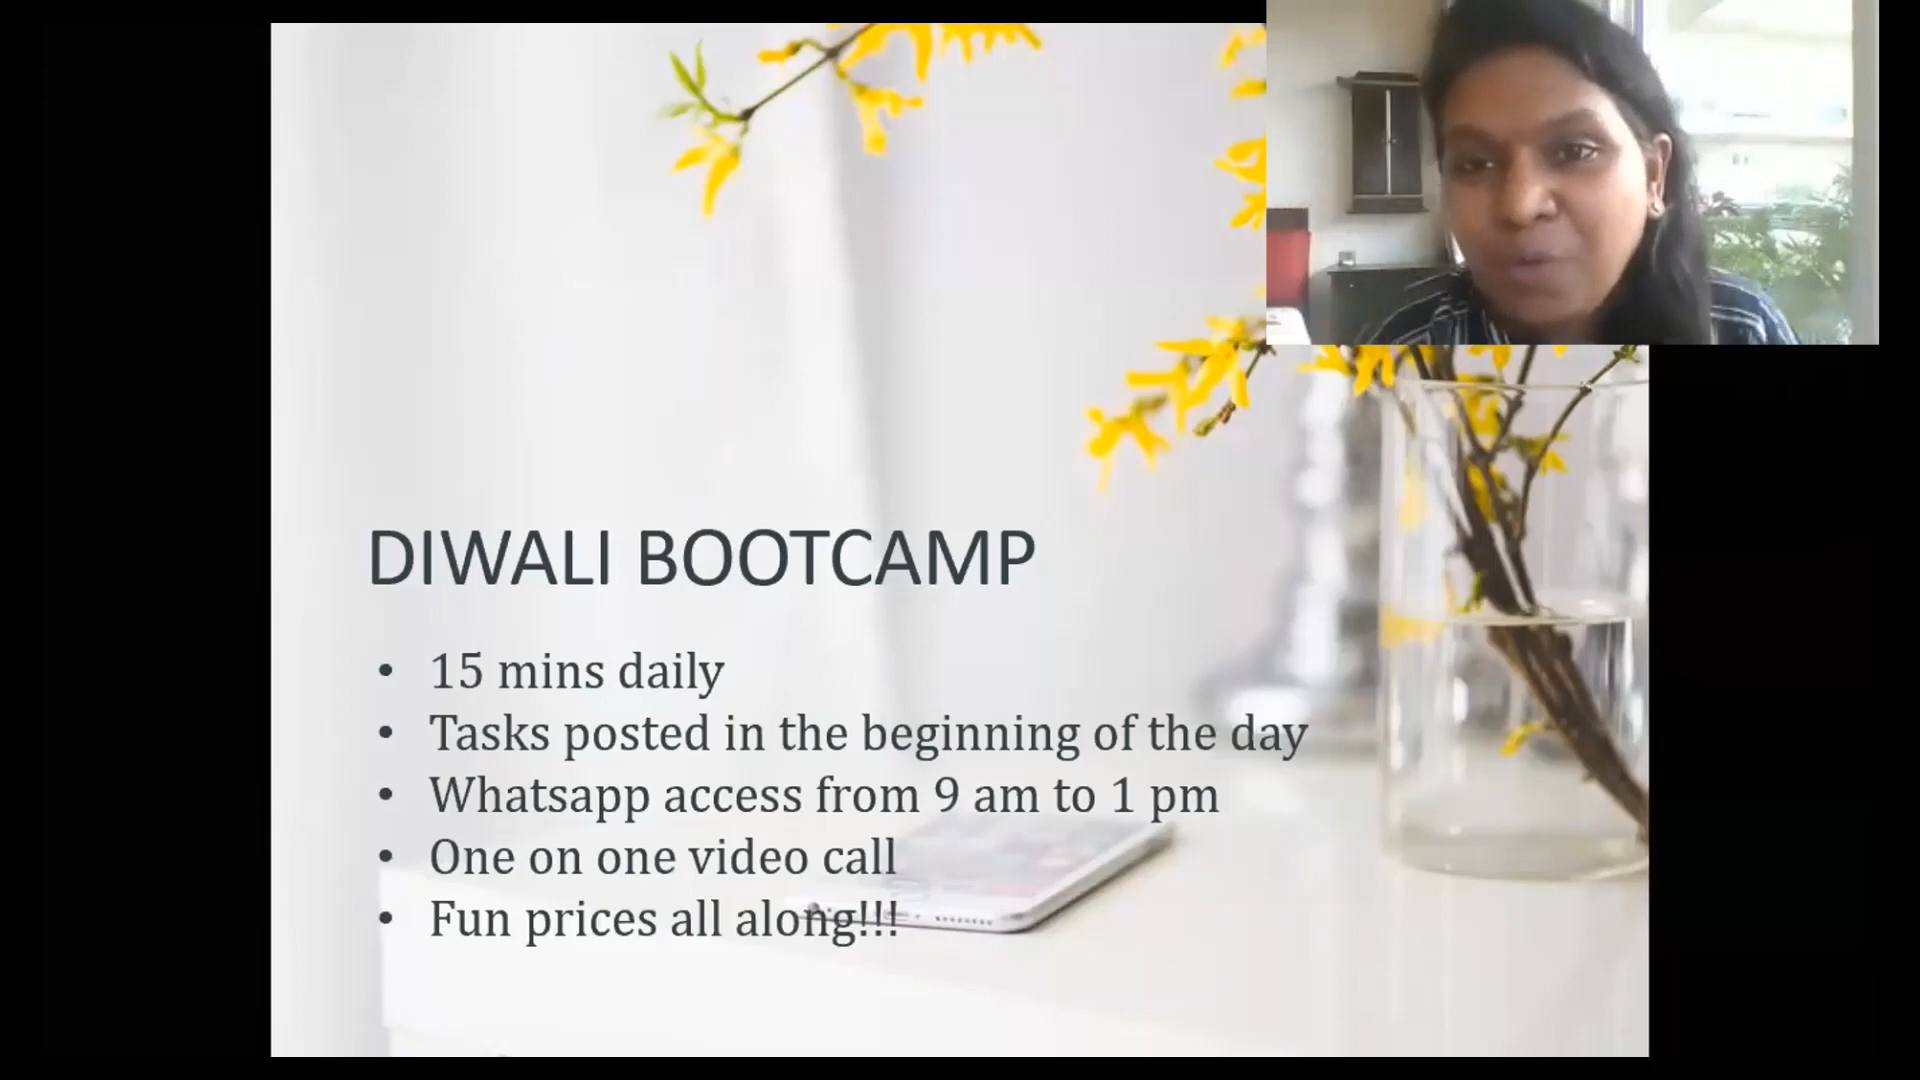 DIWALI BOOTCAMP
• 15 mins daily
• Tasks posted in the beginning of the day
• Whatsapp access from 9 am to 1 pm
• One on one video call
• Fun prices all along!!!